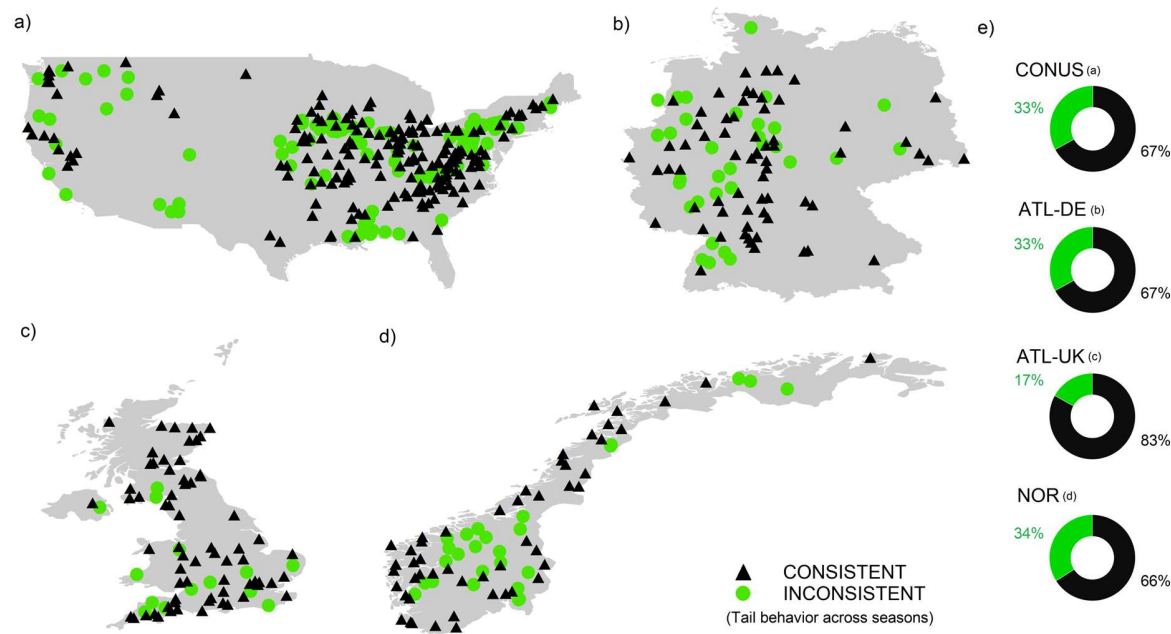 a)
b)
e)
CONUS (a)
33%
67%
ATL-DE (b)
33%
67%
c)
d)
ATL-UK (c)
17%
83%
NOR (d)
34%
66%
CONSISTENT
INCONSISTENT
(Tail behavior across seasons)